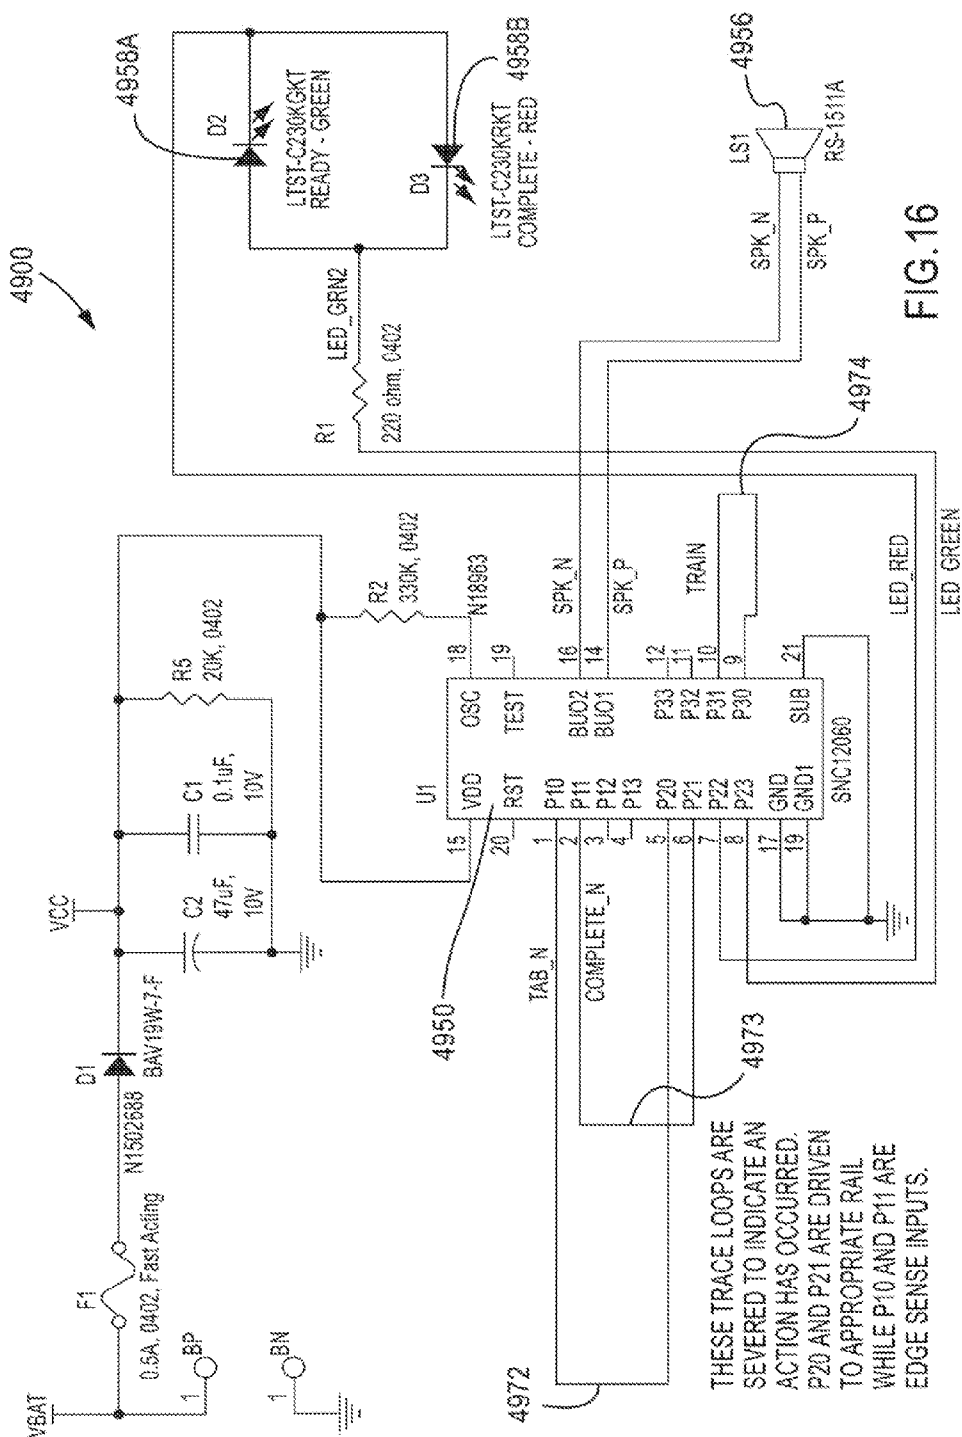 4900
VBAT
F1
0.5A, 0402, Fast Acting
1
BP
1
BN
N1502688
D1
BAV19W-7-F
VCC
C2
47uF,
10V
C1
0.1uF,
10V
R5
20K, 0402
R2
330K, 0402
N18963
R1
220 ohm, 0402
LED_GRN2
D2
4958A
LTST-C230KGKT
READY - GREEN
D3
4958B
LTST-C230KRKT
COMPLETE - RED
4950
U1
15
VDD
OSC
18
20
RST
TEST
19
1
P10
2
P11
3
P12
4
P13
BUO2
16
BUO1
14
P33
12
P32
11
P31
10
P30
9
5
P20
6
P21
7
P22
8
P23
17
GND
19
GND1
SUB
21
SNC12060
TAB_N
COMPLETE_N
4972
4973
SPK_N
SPK_P
TRAIN
4974
SPK_N
SPK_P
LS1
RS-1511A
4956
LED_RED
LED_GREEN
THESE TRACE LOOPS ARE
SEVERED TO INDICATE AN
ACTION HAS OCCURRED.
P20 AND P21 ARE DRIVEN
TO APPROPRIATE RAIL
WHILE P10 AND P11 ARE
EDGE SENSE INPUTS.
FIG.16